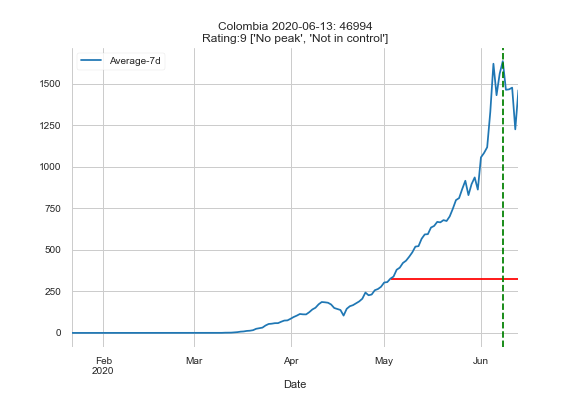 Colombia 2020-06-13: 46994
Rating:9 ['No peak', 'Not in control']
Average-7d
1500
1250
1000
750
500
250
0
Feb
2020
Mar
Apr
May
Jun
Date